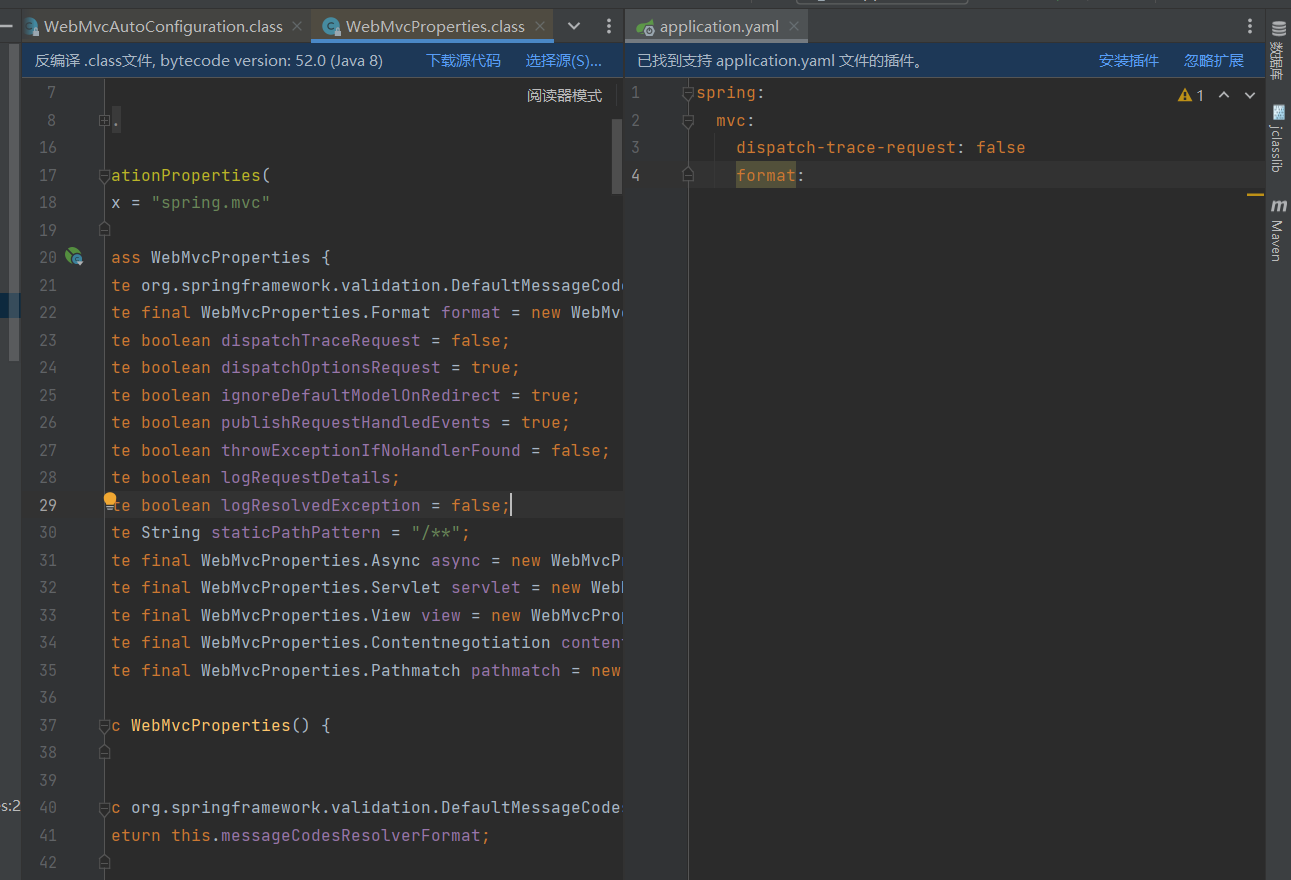 WebMvcAutoConfiguration.class
WebMvcProperties.class
application.yaml
反编译 .class文件, bytecode version: 52.0 (Java 8)
下载源代码
选择源(S)...
已找到支持 application.yaml 文件的插件。
安装插件
忽略扩展
阅读器模式
7
8 .
16
17 ationProperties(
18 x = "spring.mvc"
19
20 ass WebMvcProperties {
21 te org.springframework.validation.DefaultMessageCod
22 te final WebMvcProperties.Format format = new WebMv
23 te boolean dispatchTraceRequest = false;
24 te boolean dispatchOptionsRequest = true;
25 te boolean ignoreDefaultModelOnRedirect = true;
26 te boolean publishRequestHandledEvents = true;
27 te boolean throwExceptionIfNoHandlerFound = false;
28 te boolean logRequestDetails;
29 te boolean logResolvedException = false;
30 te String staticPathPattern = "/**";
31 te final WebMvcProperties.Async async = new WebMvcP
32 te final WebMvcProperties.Servlet servlet = new Web
33 te final WebMvcProperties.View view = new WebMvcPro
34 te final WebMvcProperties.Contentnegotiation conten
35 te final WebMvcProperties.Pathmatch pathmatch = new
36
37 c WebMvcProperties() {
38
39
40 c org.springframework.validation.DefaultMessageCodes
41 eturn this.messageCodesResolverFormat;
42
s:2
1 spring:
2 mvc:
3 dispatch-trace-request: false
4 format:
1
数据库
jclasslib
m Maven